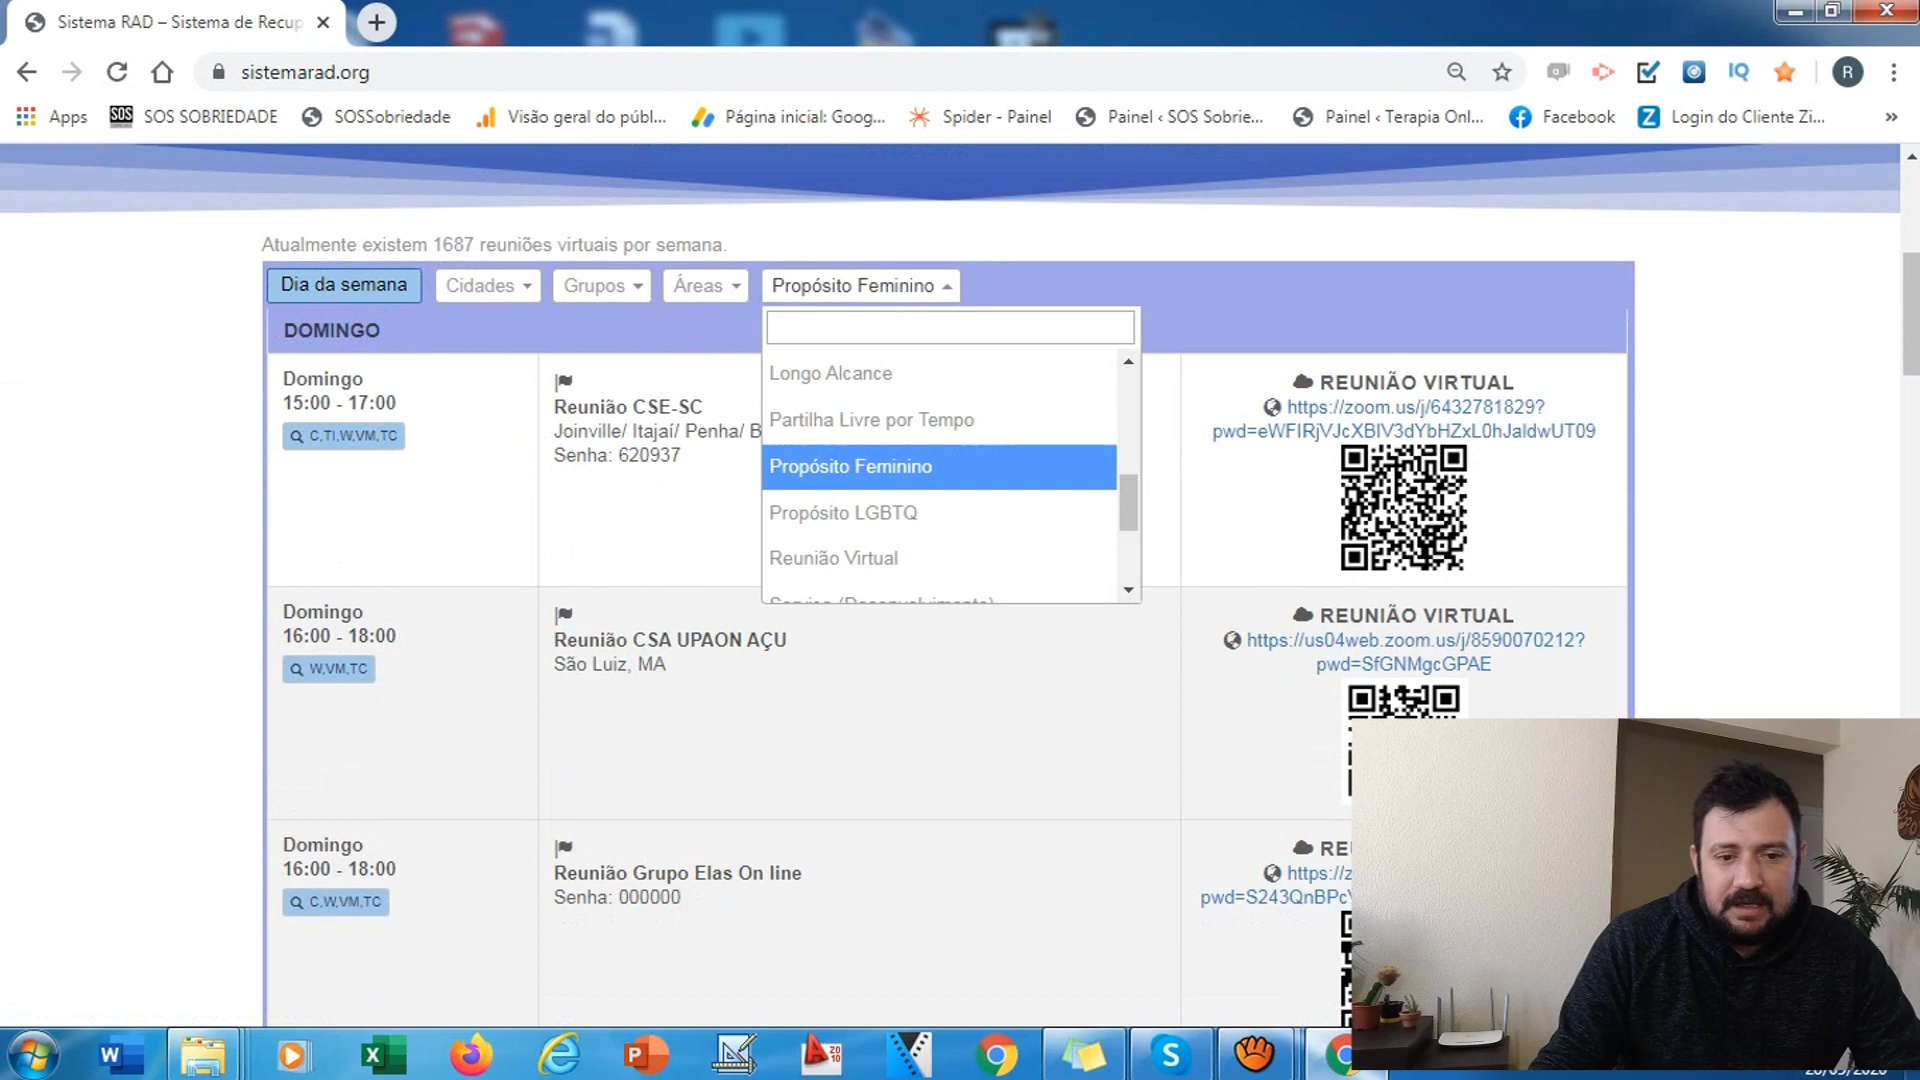 Sistema RAD – Sistema de Recup
sistemarad.org
IQ
R
Apps
SOS SOBRIEDADE
SOSSobriedade
Visão geral do públ...
Página inicial: Goog...
Spider - Painel
Painel ‹ SOS Sobrie...
Painel ‹ Terapia Onl...
Facebook
Login do Cliente Zi...
Atualmente existem 1687 reuniões virtuais por semana.
Dia da semana
Cidades
Grupos
Áreas
Propósito Feminino
DOMINGO
Longo Alcance
Partilha Livre por Tempo
Propósito Feminino
Propósito LGBTQ
Reunião Virtual
Domingo
15:00 - 17:00
C,TI,W,VM,TC
Reunião CSE-SC
Joinville/ Itajaí/ Penha/ B
Senha: 620937
REUNIÃO VIRTUAL
https://zoom.us/j/6432781829?
pwd=eWFIRjVJcXBIV3dYbHZxL0hJaldwUT09
Domingo
16:00 - 18:00
W,VM,TC
Reunião CSA UPAON AÇU
São Luiz, MA
REUNIÃO VIRTUAL
https://us04web.zoom.us/j/8590070212?
pwd=SfGNMgcGPAE
Domingo
16:00 - 18:00
C,W,VM,TC
Reunião Grupo Elas On line
Senha: 000000
REU
https://z